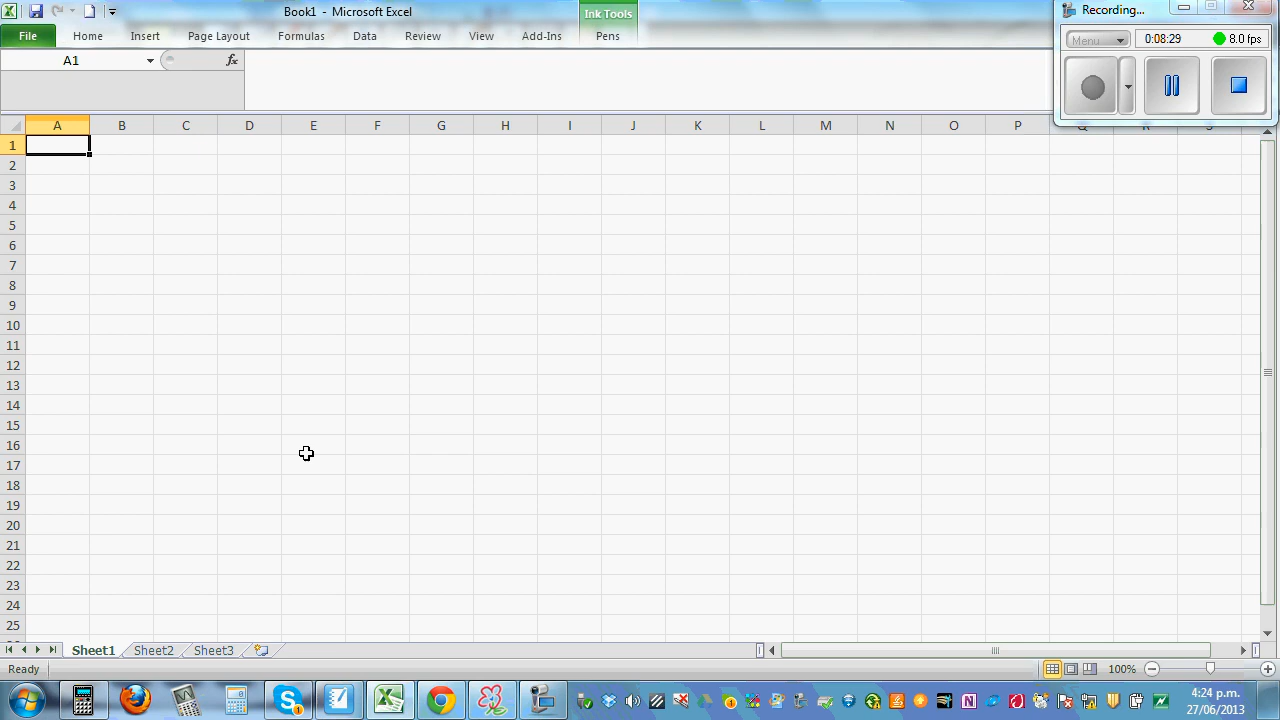 Book1 - Microsoft Excel
Ink Tools
Recording...
File Home Insert Page Layout Formulas Data Review View Add-Ins Pens
Menu 0:08:29 8.0 fps
A1 fx
A B C D E F G H I J K L M N O P
1
2
3
4
5
6
7
8
9
10
11
12
13
14
15
16
17
18
19
20
21
22
23
24
25
Sheet1 Sheet2 Sheet3
Ready 100%
4:24 p.m.
27/06/2013